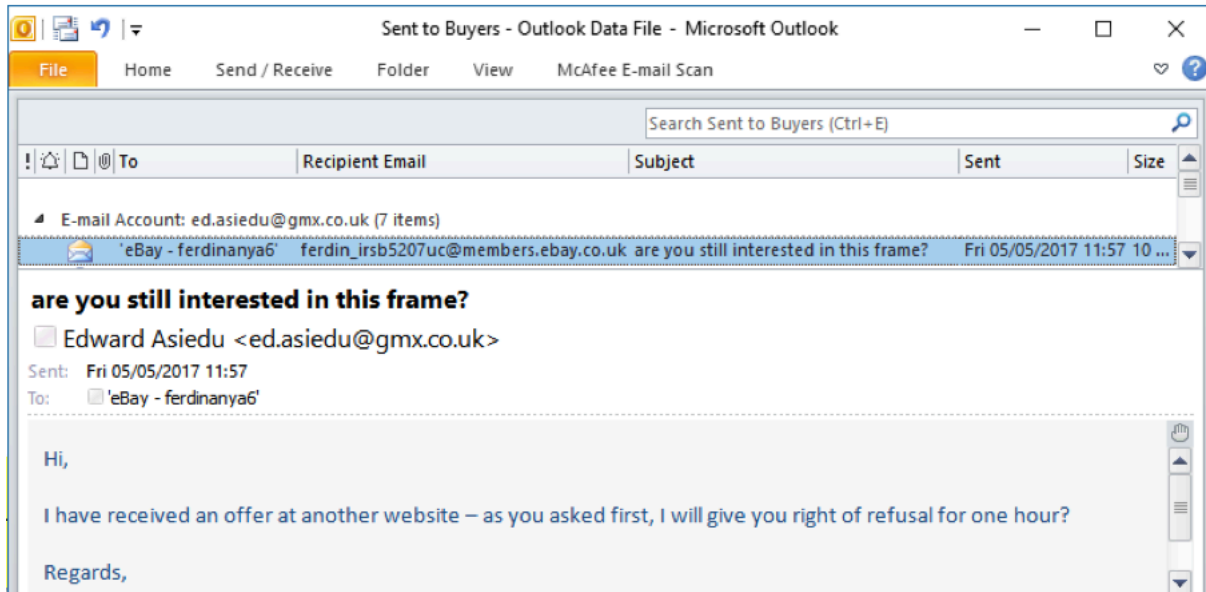 Sent to Buyers - Outlook Data File - Microsoft Outlook
File Home Send / Receive Folder View McAfee E-mail Scan
Search Sent to Buyers (Ctrl+E)
! To Recipient Email Subject Sent Size
E-mail Account: ed.asiedu@gmx.co.uk (7 items)
'eBay - ferdinanya6' ferdin_irsb5207uc@members.ebay.co.uk are you still interested in this frame? Fri 05/05/2017 11:57 10 ...
are you still interested in this frame?
Edward Asiedu <ed.asiedu@gmx.co.uk>
Sent: Fri 05/05/2017 11:57
To: 'eBay - ferdinanya6'
Hi,
I have received an offer at another website – as you asked first, I will give you right of refusal for one hour?
Regards,